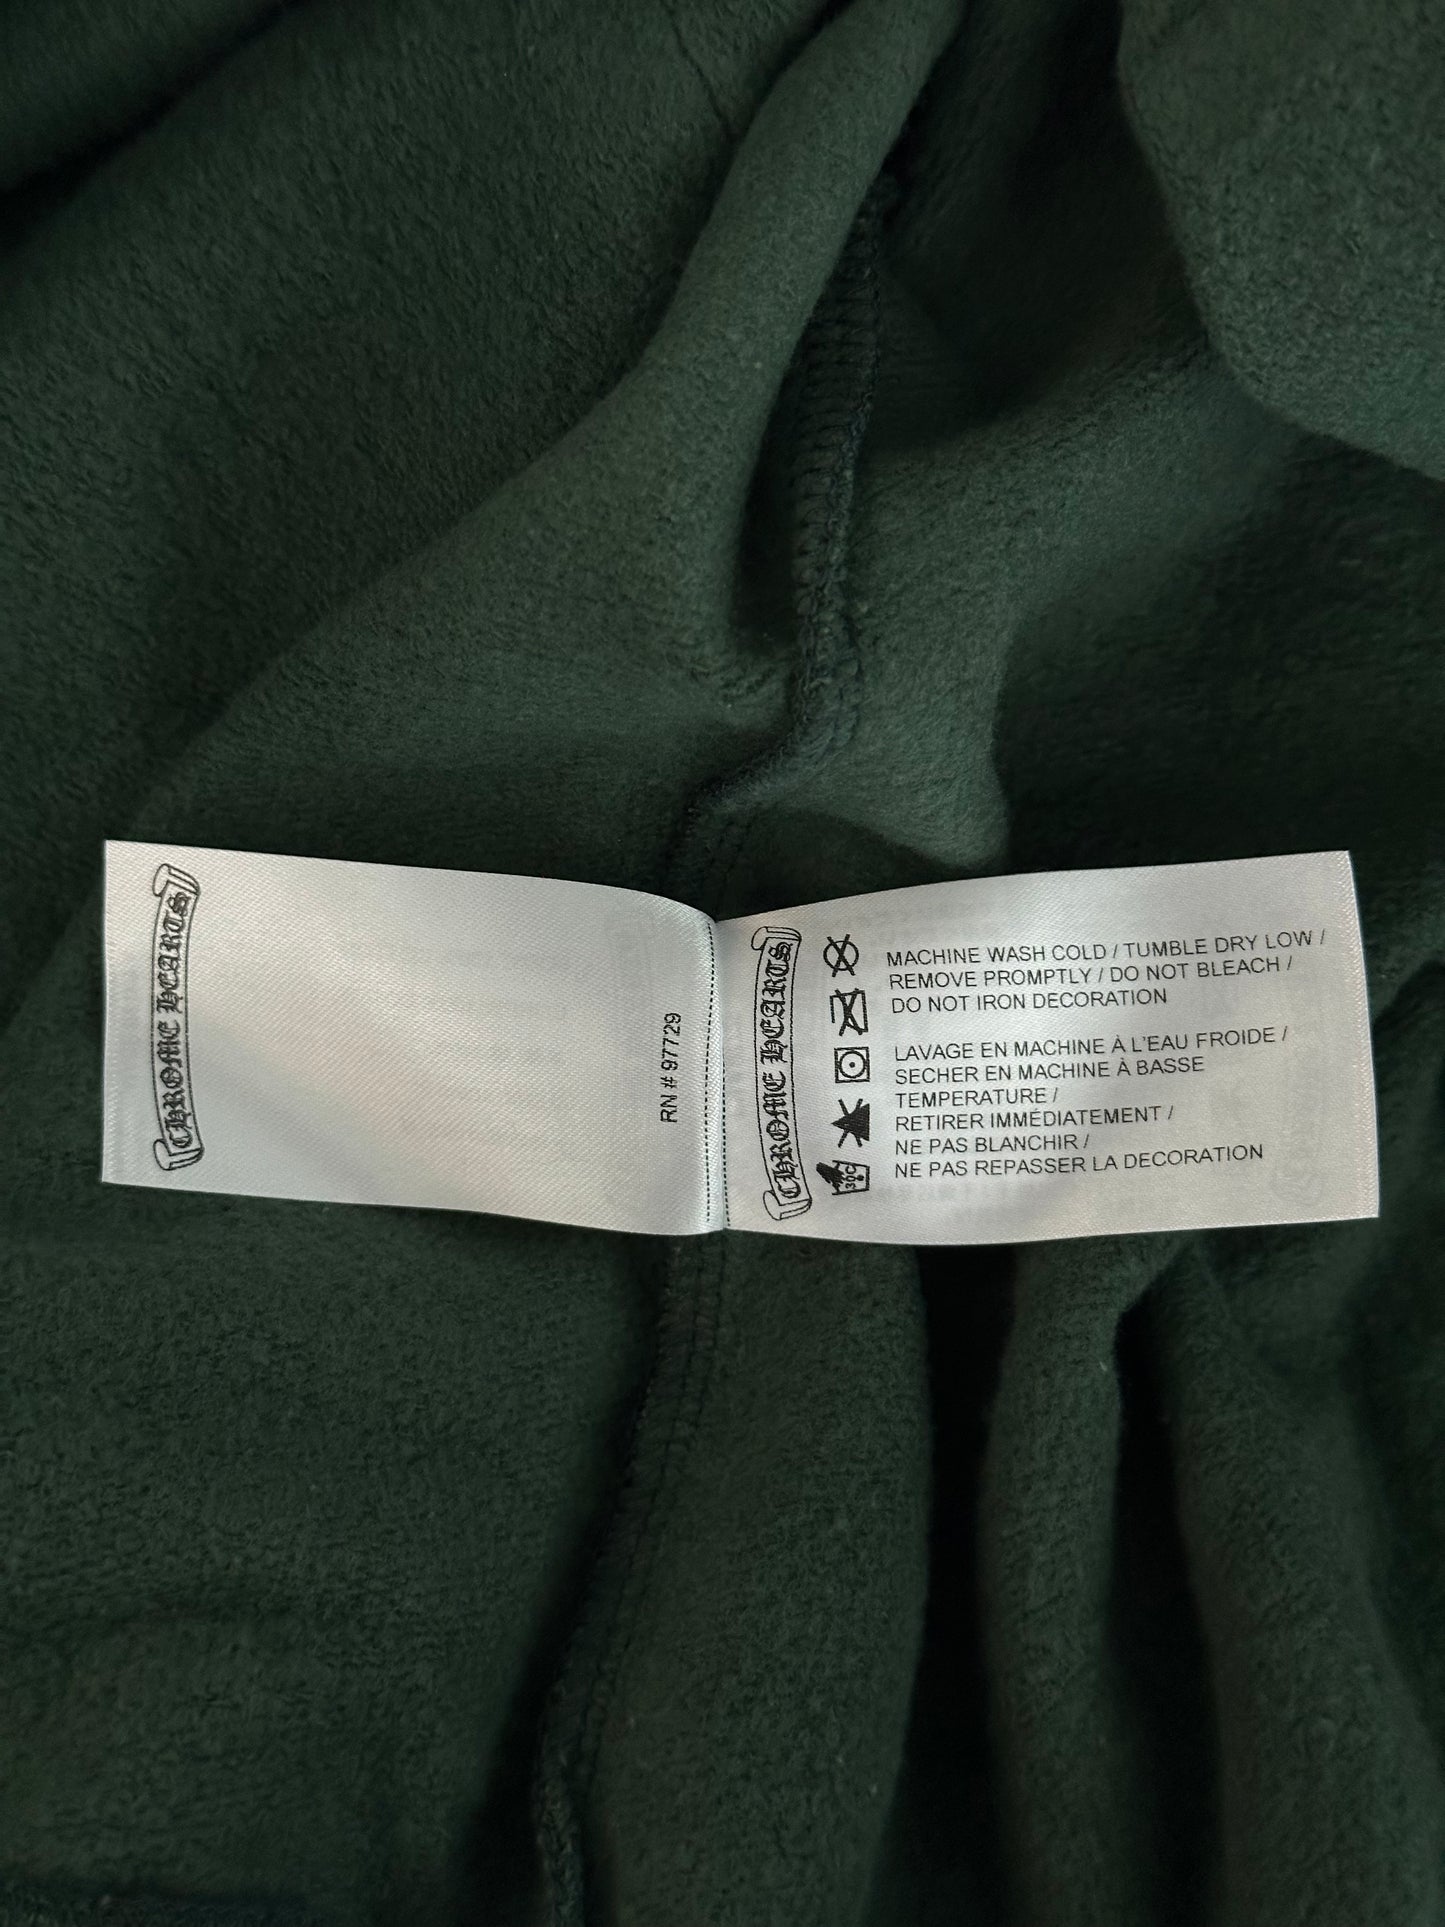 CHROME HEARTS
RN # 97729
CHROME HEARTS
MACHINE WASH COLD / TUMBLE DRY LOW /
REMOVE PROMPTLY / DO NOT BLEACH /
DO NOT IRON DECORATION
LAVAGE EN MACHINE À L'EAU FROIDE /
SECHER EN MACHINE À BASSE
TEMPERATURE /
RETIRER IMMÉDIATEMENT /
NE PAS BLANCHIR /
NE PAS REPASSER LA DECORATION
30C